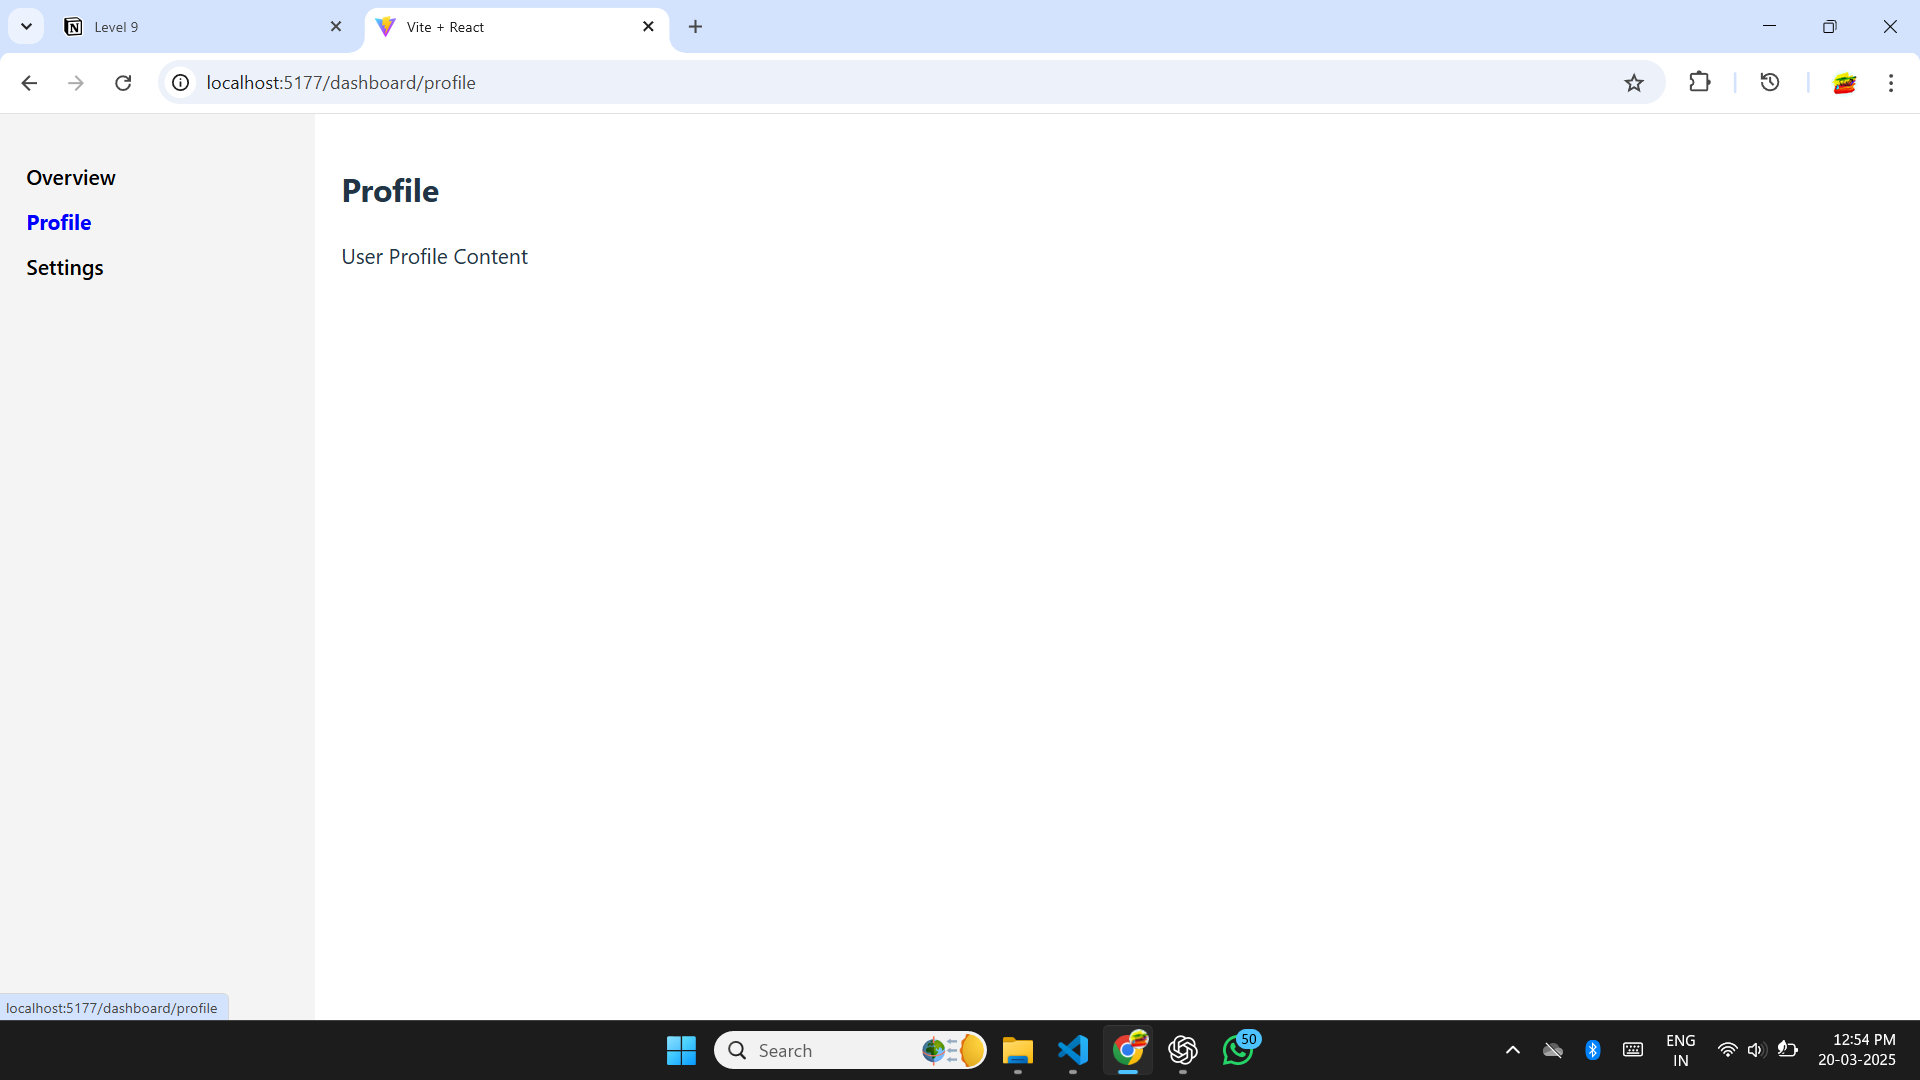 Level 9
Vite + React
localhost:5177/dashboard/profile
Overview
Profile
Settings
Profile
User Profile Content
localhost:5177/dashboard/profile
Search
50
ENG
IN
12:54 PM
20-03-2025